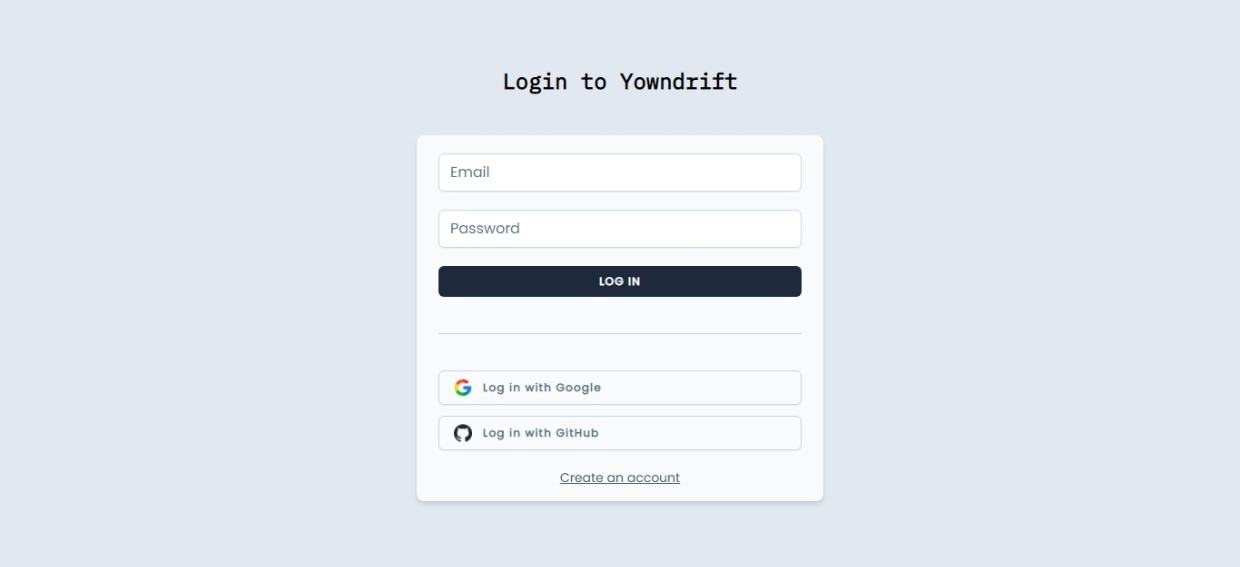 Login to Yowndrift
Email
Password
LOG IN
Log in with Google
Log in with GitHub
Create an account